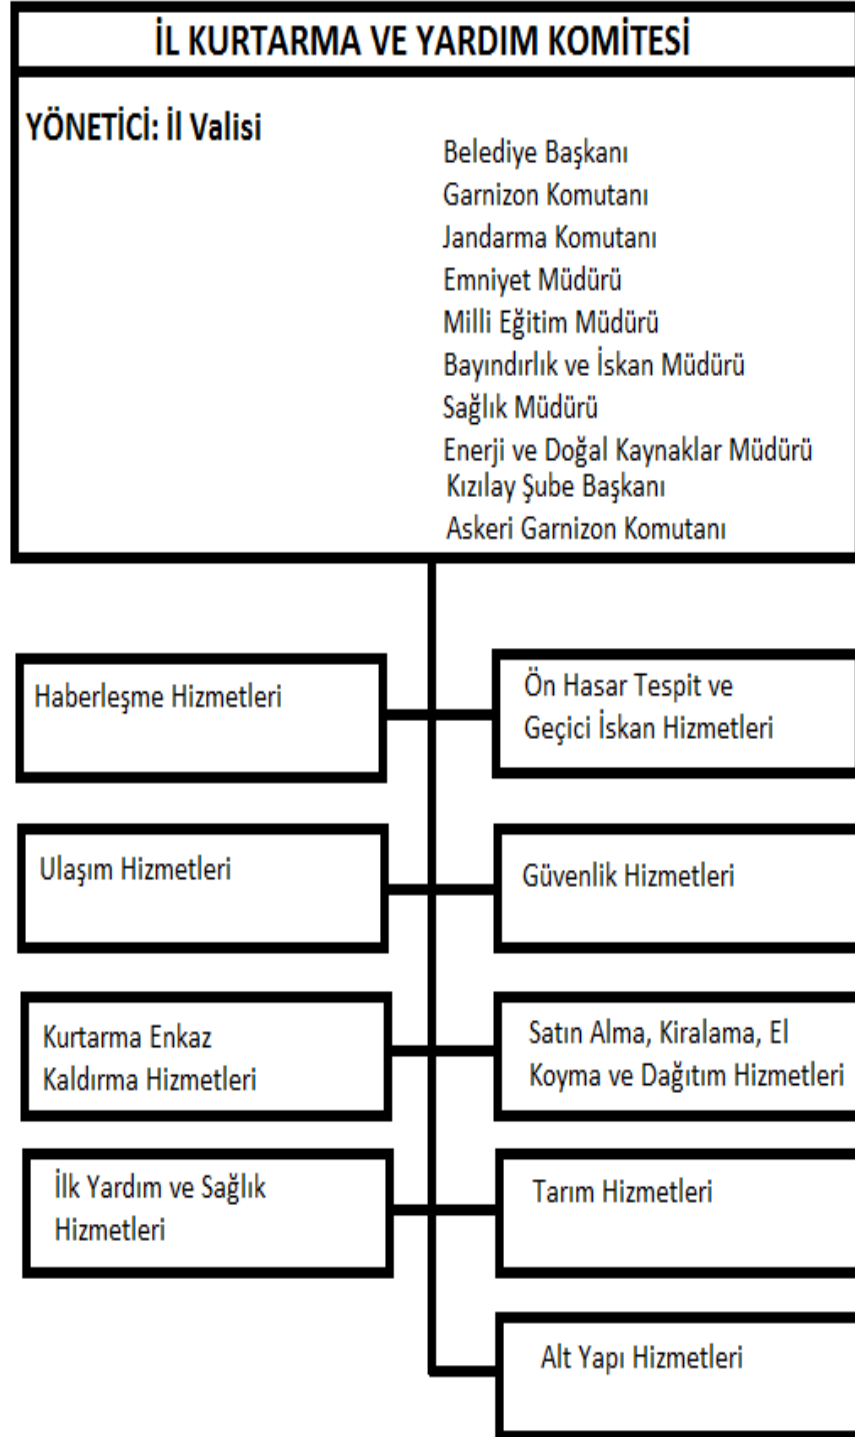 İL KURTARMA VE YARDIM KOMİTESİ
YÖNETİCİ: İl Valisi
Belediye Başkanı
Garnizon Komutanı
Jandarma Komutanı
Emniyet Müdürü
Milli Eğitim Müdürü
Bayındırlık ve İskan Müdürü
Sağlık Müdürü
Enerji ve Doğal Kaynaklar Müdürü
Kızılay Şube Başkanı
Askeri Garnizon Komutanı
Haberleşme Hizmetleri
Ön Hasar Tespit ve
Geçici İskan Hizmetleri
Ulaşım Hizmetleri
Güvenlik Hizmetleri
Kurtarma Enkaz
Kaldırma Hizmetleri
Satın Alma, Kiralama, El
Koyma ve Dağıtım Hizmetleri
İlk Yardım ve Sağlık
Hizmetleri
Tarım Hizmetleri
Alt Yapı Hizmetleri